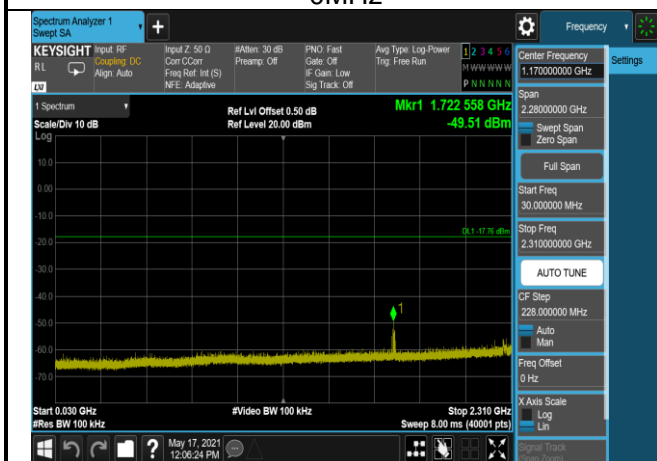 Spectrum Analyzer 1
Swept SA
+
Frequency
KEYSIGHT
RL
LXI
Input: RF
Coupling: DC
Align: Auto
Input Z: 50 Ω
Corr CCorr
Freq Ref: Int (S)
NFE: Adaptive
#Atten: 30 dB
Preamp: Off
PNO: Fast
Gate: Off
IF Gain: Low
Sig Track: Off
Avg Type: Log-Power
Trig: Free Run
1 2 3 4 5 6
M W W W W W
P N N N N N
Center Frequency
1.170000000 GHz
Settings
Span
2.28000000 GHz
Swept Span
Zero Span
Full Span
Start Freq
30.000000 MHz
Stop Freq
2.310000000 GHz
AUTO TUNE
CF Step
228.000000 MHz
Auto
Man
Freq Offset
0 Hz
X Axis Scale
Log
Lin
Signal Track
(Span Zoom)
1 Spectrum
Scale/Div 10 dB
Log
Ref Lvl Offset 0.50 dB
Ref Level 20.00 dBm
Mkr1 1.722 558 GHz
-49.51 dBm
10.0
0.00
-10.0
DL1 -17.76 dBm
-20.0
-30.0
-40.0
1
-50.0
-60.0
-70.0
Start 0.030 GHz
#Video BW 100 kHz
Stop 2.310 GHz
#Res BW 100 kHz
Sweep 8.00 ms (40001 pts)
?
May 17, 2021
12:06:24 PM